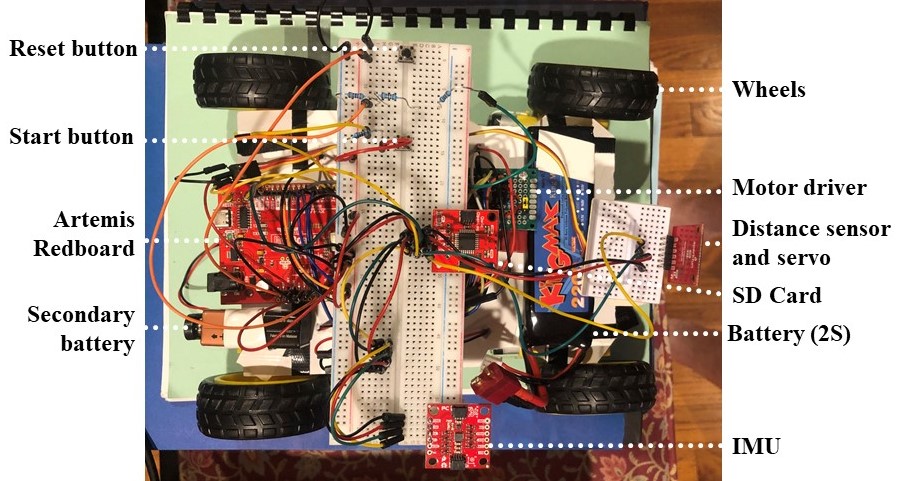 Reset button
Start button
Artemis
Redboard
Secondary
battery
Wheels
Motor driver
Distance sensor
and servo
SD Card
Battery (2S)
IMU
KINGMAX